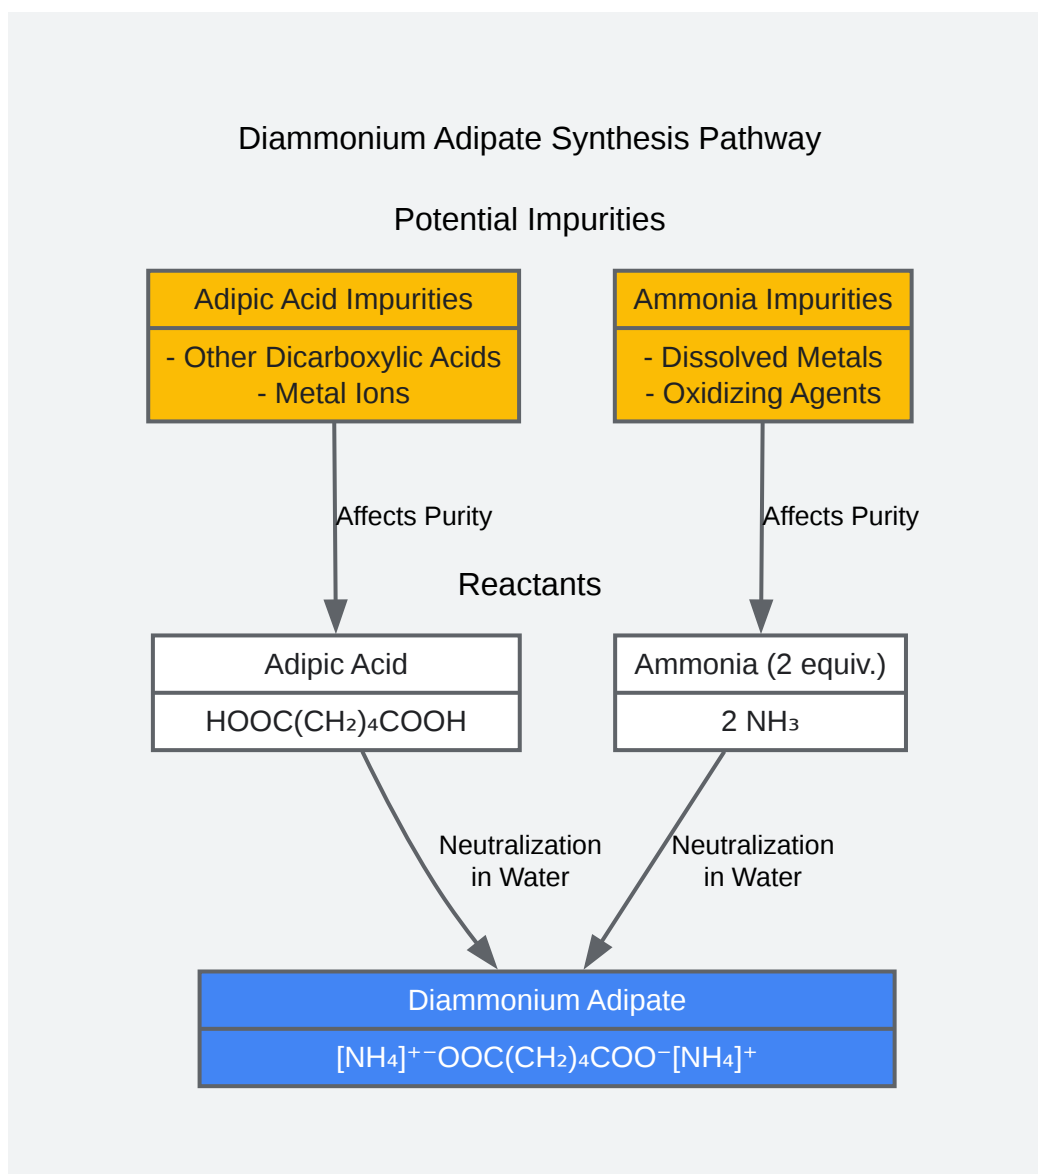 Diammonium Adipate Synthesis Pathway
Potential Impurities
Adipic Acid Impurities
- Other Dicarboxylic Acids
- Metal Ions
Ammonia Impurities
- Dissolved Metals
- Oxidizing Agents
Affects Purity
Affects Purity
Reactants
Adipic Acid
HOOC(CH₂)₄COOH
Ammonia (2 equiv.)
2 NH₃
Neutralization
in Water
Neutralization
in Water
Diammonium Adipate
[NH₄]⁺⁻OOC(CH₂)₄COO⁻[NH₄]⁺